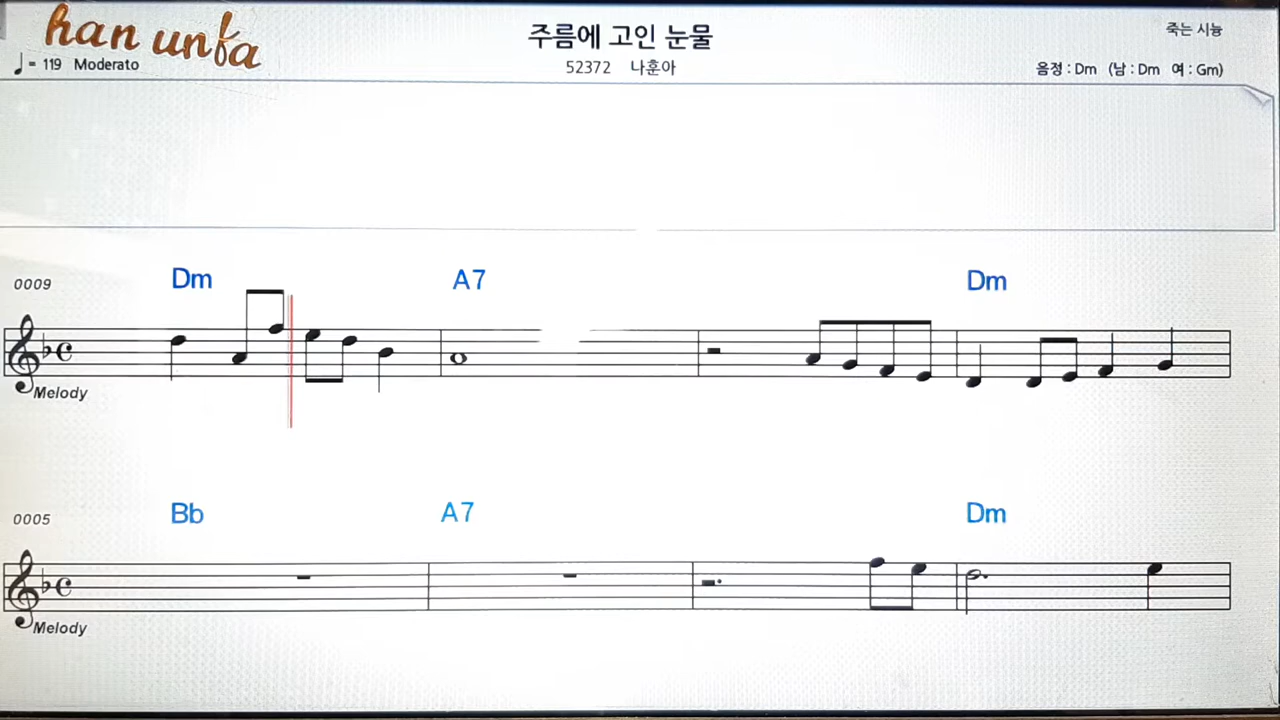 han unfa
주름에 고인 눈물
죽는 시늉
♩= 119 Moderato
52372 나훈아
음정 : Dm (남 : Dm 여 : Gm)
0009
Dm A7 Dm
Melody
0005
Bb A7 Dm
Melody